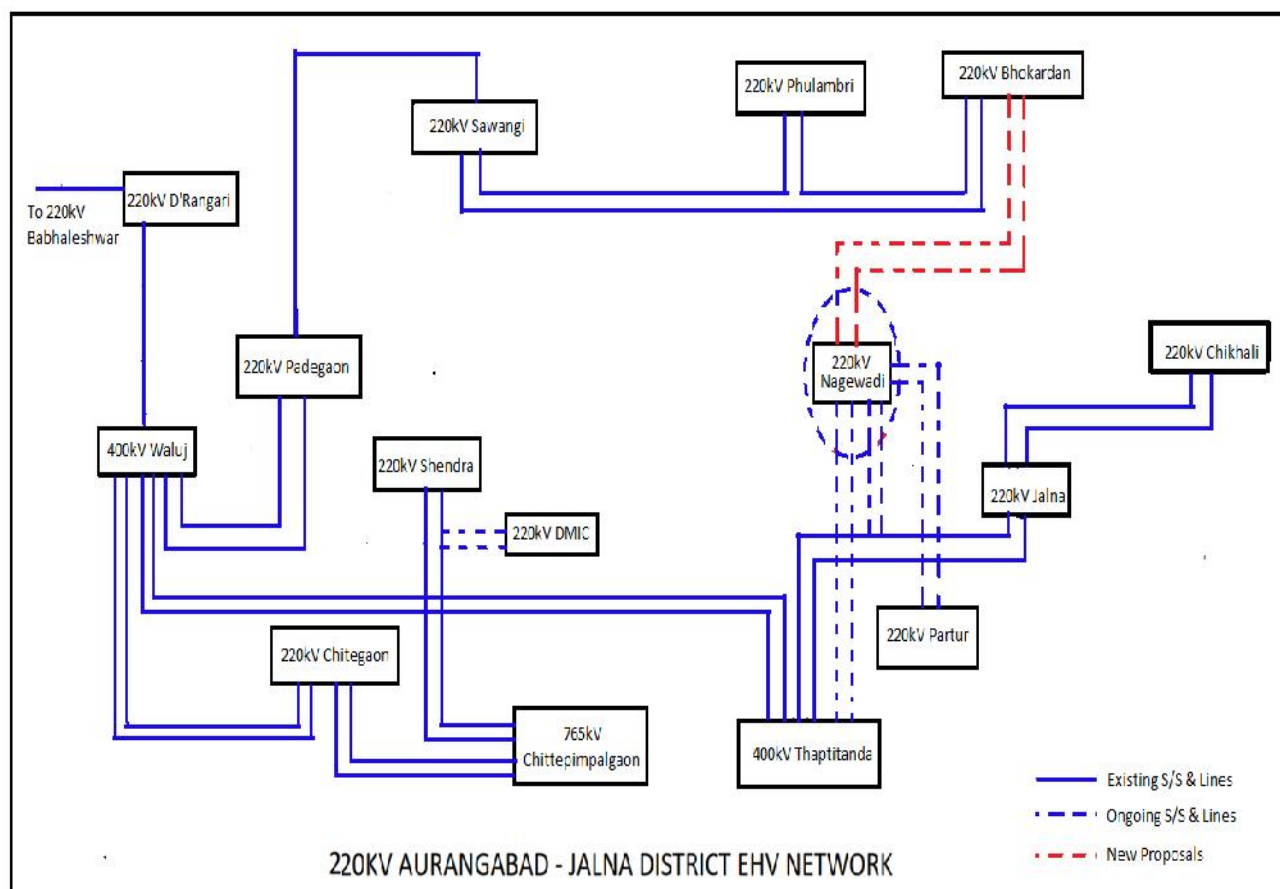 220kV Bhokardan
220kV Phulambri
220kV Sawangi
220kV D'Rangari
To 220kV
Babhaleshwar
220kV Padegaon
220kV
Nagewadi
220kV Chikhali
400kV Waluj
220kV Shendra
220kV Jalna
220kV DMIC
220kV Partur
220kV Chitegaon
765kV
Chittepimpalgaon
400kV Thaptitanda
Existing S/S & Lines
Ongoing S/S & Lines
New Proposals
220KV AURANGABAD - JALNA DISTRICT EHV NETWORK